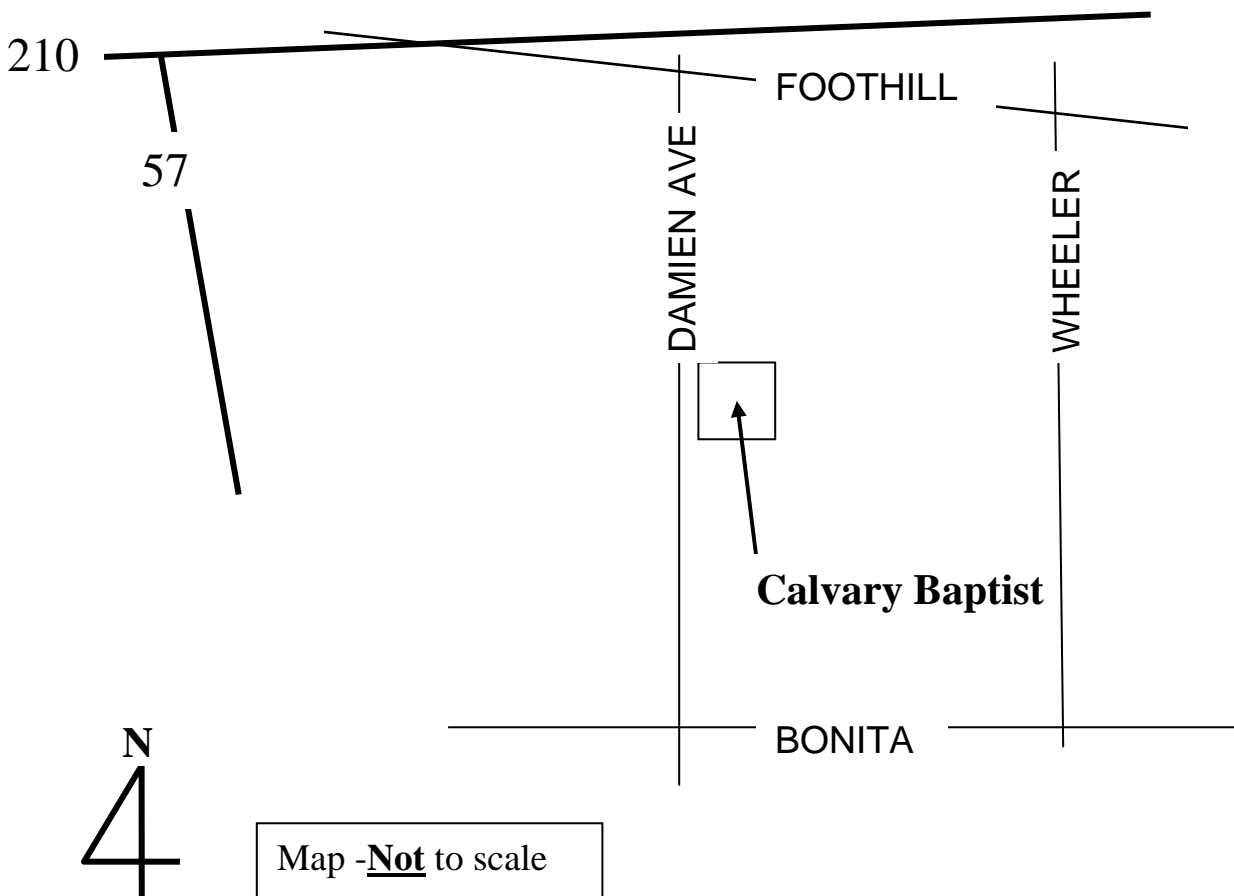 210
57
FOOTHILL
DAMIEN AVE
WHEELER
Calvary Baptist
BONITA
N
Map -Not to scale